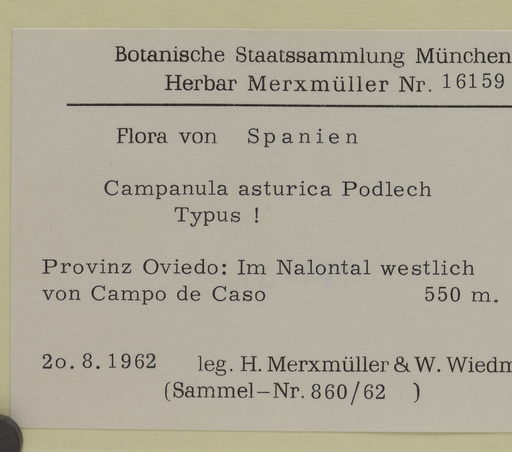 Botanische Staatssammlung München
Herbar Merxmüller Nr. 16159
Flora von Spanien
Campanula asturica Podlech
Typus !
Provinz Oviedo: Im Nalontal westlich
von Campo de Caso 550 m.
2o. 8. 1962 leg. H. Merxmüller & W. Wiedm
(Sammel-Nr. 860/62 )